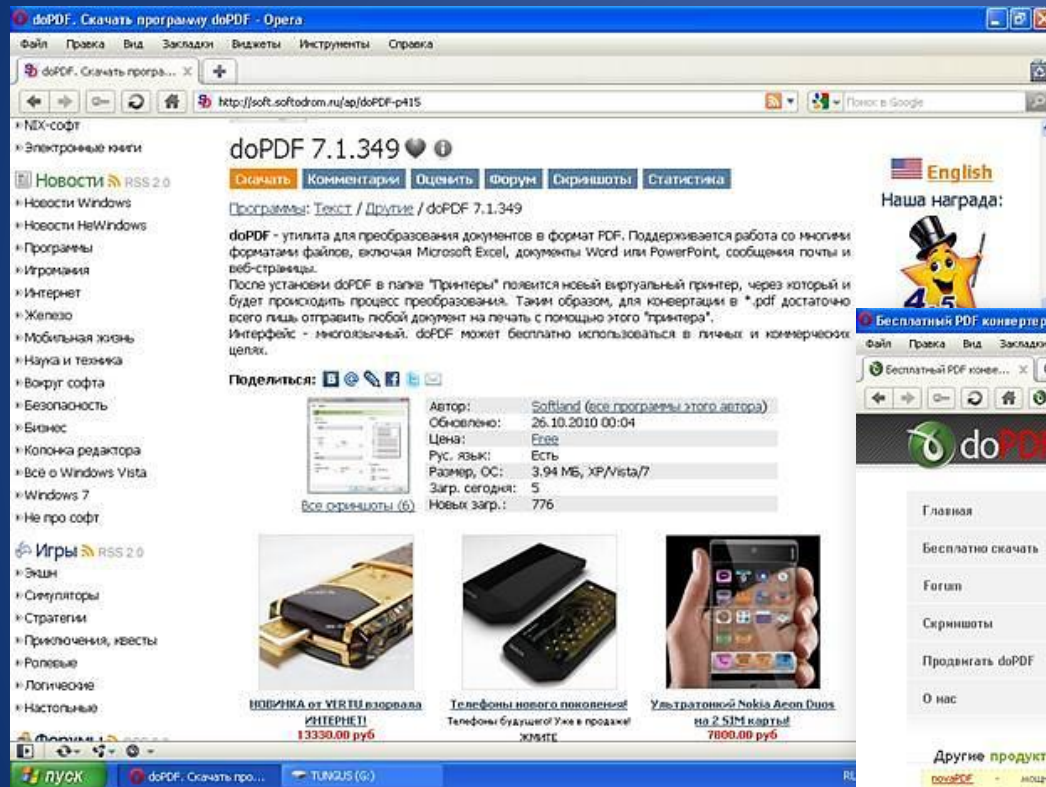 doPDF. Скачать программу doPDF - Opera
Файл Правка Вид Закладки Виджеты Инструменты Справка
doPDF. Скачать програ...
http://soft.softodrom.ru/ap/doPDF-p415
Поиск в Google
NIX-софт
Электронные книги
Новости RSS 2.0
Новости Windows
Новости НеWindows
Программы
Игромания
Интернет
Железо
Мобильная жизнь
Наука и техника
Вокруг софта
Безопасность
Бизнес
Колонка редактора
Всё о Windows Vista
Windows 7
Не про софт
Игры RSS 2.0
Экшн
Симуляторы
Стратегии
Приключения, квесты
Ролевые
Логические
Настольные
doPDF 7.1.349
Скачать Комментарии Оценить Форум Скриншоты Статистика
Программы: Текст / Другие / doPDF 7.1.349
doPDF - утилита для преобразования документов в формат PDF. Поддерживается работа со многими
форматами файлов, включая Microsoft Excel, документы Word или PowerPoint, сообщения почты и
веб-страницы.
После установки doPDF в папке "Принтеры" появится новый виртуальный принтер, через который и
будет происходить процесс преобразования. Таким образом, для конвертации в *.pdf достаточно
всего лишь отправить любой документ на печать с помощью этого "принтера".
Интерфейс - многоязычный. doPDF может бесплатно использоваться в личных и коммерческих
целях.
Поделиться:
Все скриншоты (6)
Автор: Softland (все программы этого автора)
Обновлено: 26.10.2010 00:04
Цена: Free
Рус. язык: Есть
Размер, ОС: 3.94 МБ, XP/Vista/7
Загр. сегодня: 5
Новых загр.: 776
НОВИНКА от VERTU взорвала
ИНТЕРНЕТ!
13330.00 руб
Телефоны нового поколения!
Телефоны будущего! Уже в продаже!
ЖМИТЕ
Ультратонкий Nokia Aeon Duos
на 2 SIM карты!
7800.00 руб
English
Наша награда:
4-5
Бесплатный PDF конвертер
Файл Правка Вид Закладки
Бесплатный PDF конве...
doPDF
Главная
Бесплатно скачать
Forum
Скриншоты
Продвигать doPDF
О нас
Другие продукт
novaPDF - мощн
пуск
doPDF. Скачать про...
TUNGUS (G:)
RU